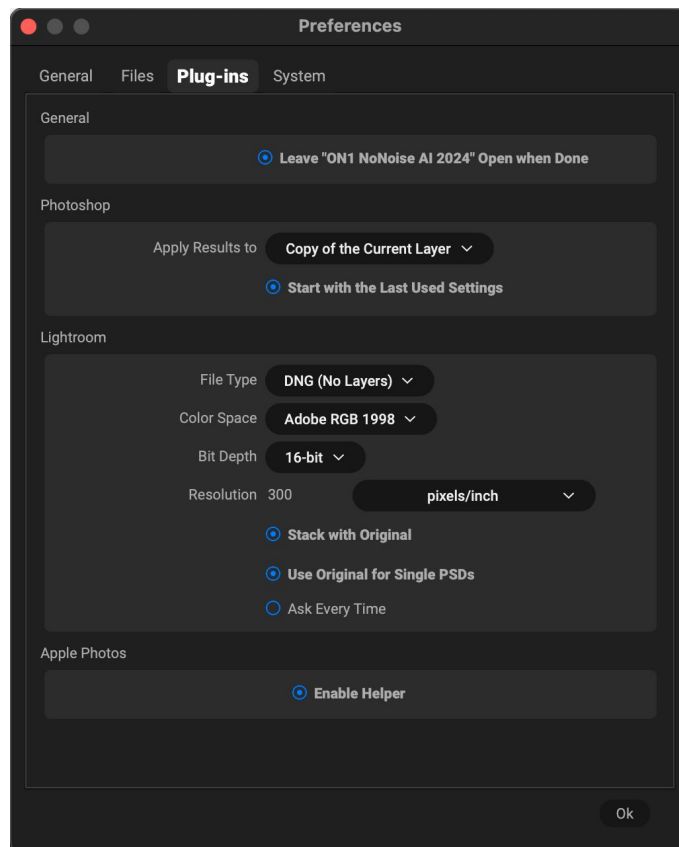 Preferences
General Files Plug-ins System
General
Leave "ON1 NoNoise AI 2024" Open when Done
Photoshop
Apply Results to Copy of the Current Layer
Start with the Last Used Settings
Lightroom
File Type DNG (No Layers)
Color Space Adobe RGB 1998
Bit Depth 16-bit
Resolution 300 pixels/inch
Stack with Original
Use Original for Single PSDs
Ask Every Time
Apple Photos
Enable Helper
Ok